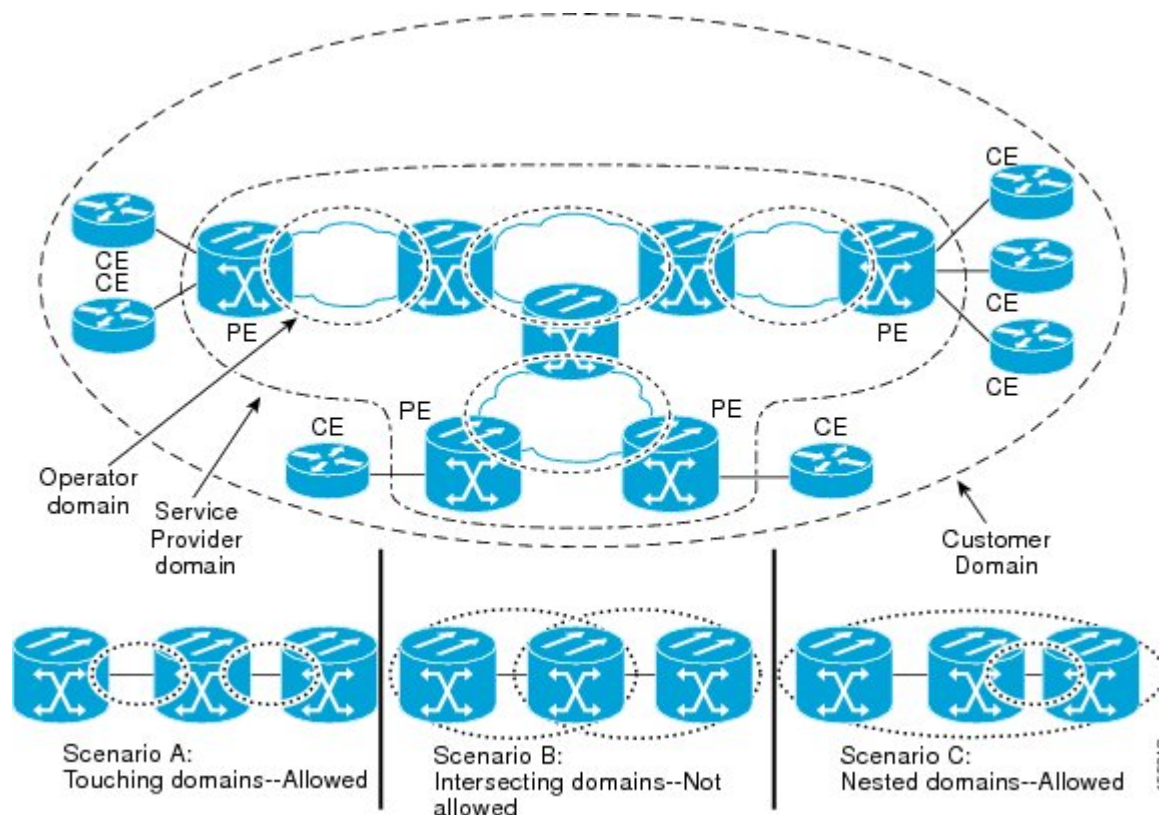 CE
CE
CE
PE
PE
CE
CE
PE
PE
CE
CE
Operator
domain
Service
Provider
domain
Customer
Domain
Scenario A:
Touching domains--Allowed
Scenario B:
Intersecting domains--Not
allowed
Scenario C:
Nested domains--Allowed